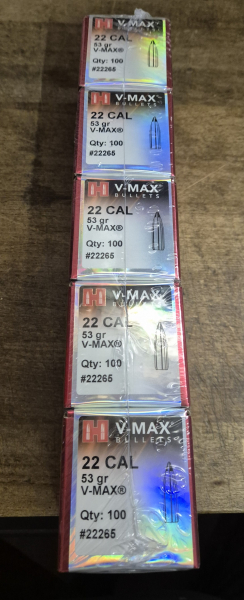 22 CAL
53 gr
V-MAX®
Qty: 100
#22265
H V-MAX
BULLETS
22 CAL
53 gr
V-MAX®
Qty: 100
#22265
H V-MAX
BULLETS
22 CAL
53 gr
V-MAX®
Qty: 100
#22265
H V-MAX
BULLETS
22 CAL
53 gr
V-MAX®
Qty: 100
#22265
H V-MAX
BULLETS
22 CAL
53 gr
V-MAX®
Qty: 100
#22265